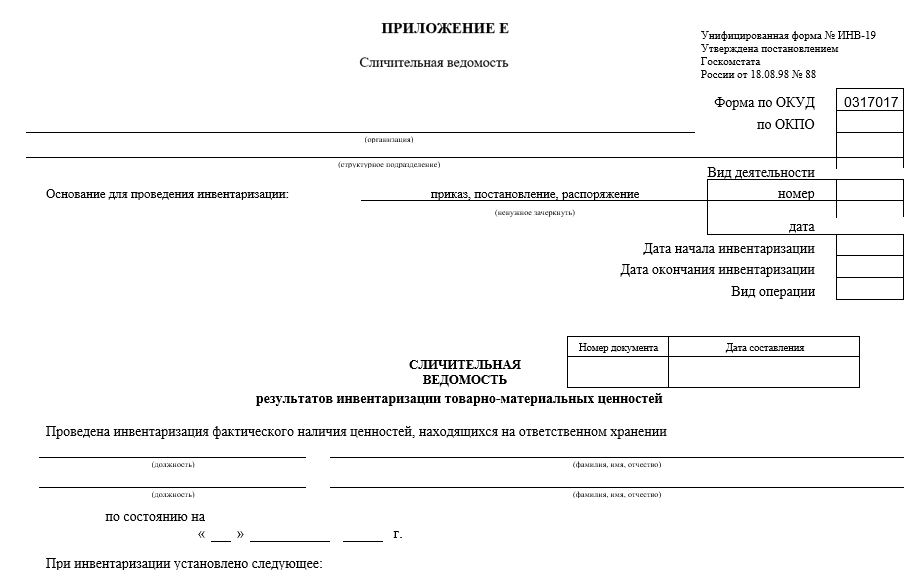 ПРИЛОЖЕНИЕ Е
Сличительная ведомость
Унифицированная форма № ИНВ-19
Утверждена постановлением
Госкомстата
России от 18.08.98 № 88
Форма по ОКУД 0317017
по ОКПО
(организация)
(структурное подразделение)
Вид деятельности
Основание для проведения инвентаризации: приказ, постановление, распоряжение номер
(ненужное зачеркнуть)
дата
Дата начала инвентаризации
Дата окончания инвентаризации
Вид операции
Номер документа Дата составления
СЛИЧИТЕЛЬНАЯ
ВЕДОМОСТЬ
результатов инвентаризации товарно-материальных ценностей
Проведена инвентаризация фактического наличия ценностей, находящихся на ответственном хранении
(должность) (фамилия, имя, отчество)
(должность) (фамилия, имя, отчество)
по состоянию на
« __ » ________ ____ г.
При инвентаризации установлено следующее: